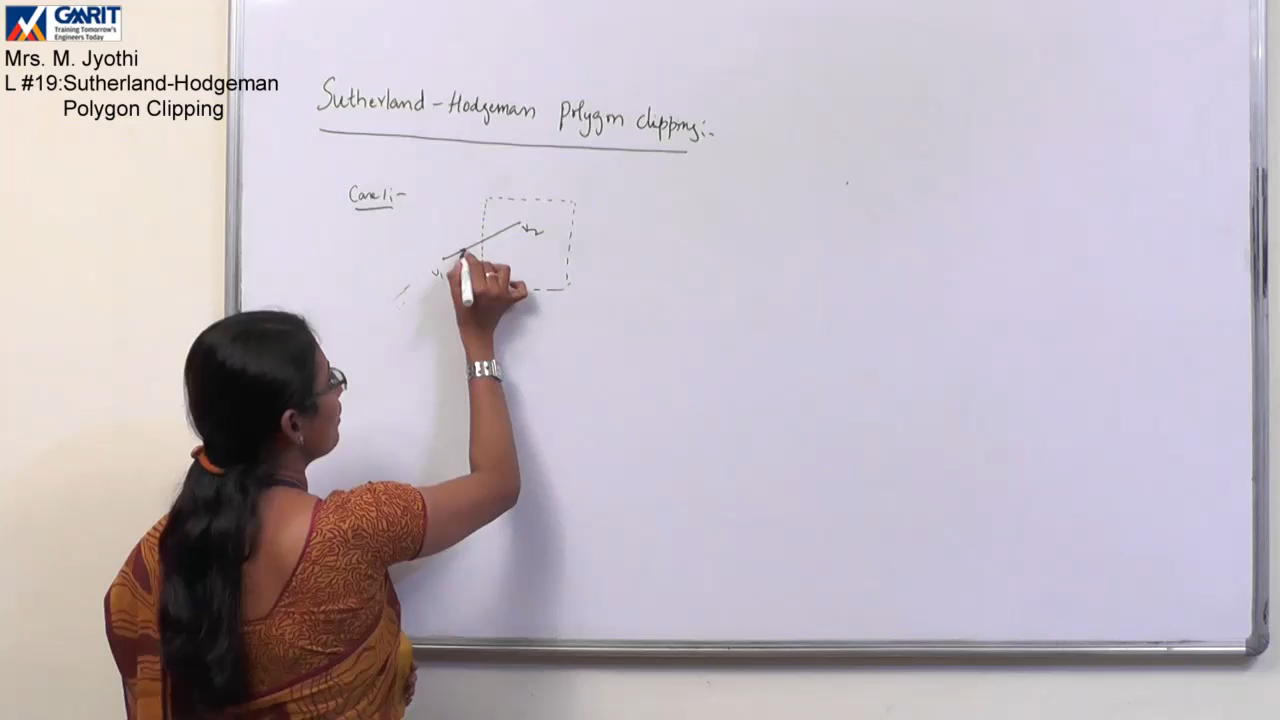 GMRIT
Training Tomorrow's
Engineers Today
Mrs. M. Jyothi
L #19:Sutherland-Hodgeman
Polygon Clipping
Sutherland - Hodgeman Polygon clipping:-
Case 1:-
v2
v1